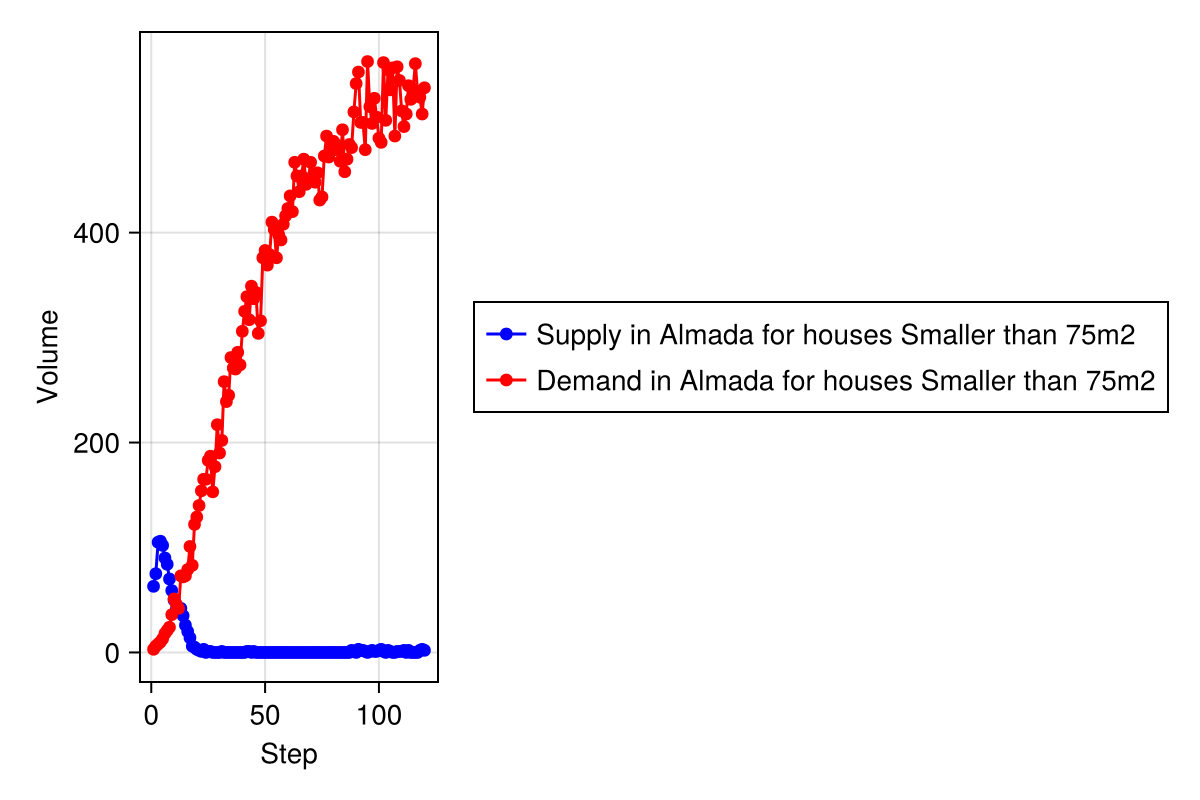 400
200
0
Volume
0 50 100
Step
Supply in Almada for houses Smaller than 75m2
Demand in Almada for houses Smaller than 75m2